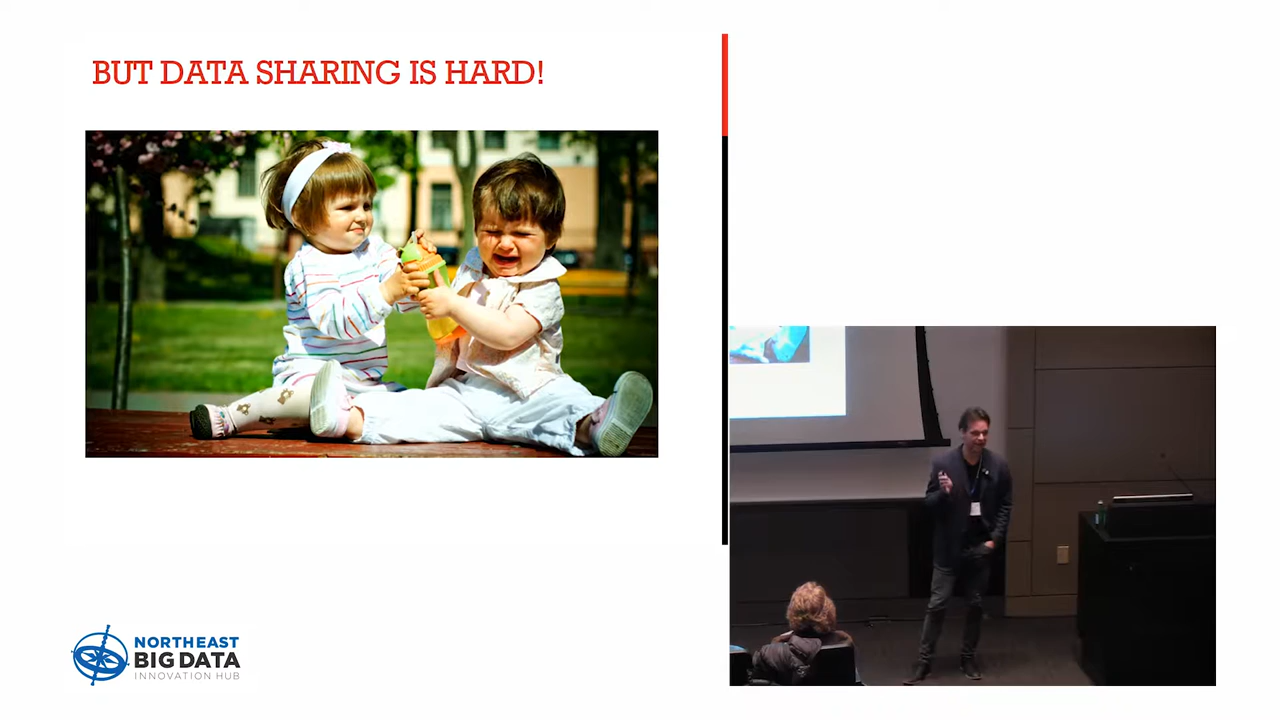 BUT DATA SHARING IS HARD!
NORTHEAST
BIG DATA
INNOVATION HUB